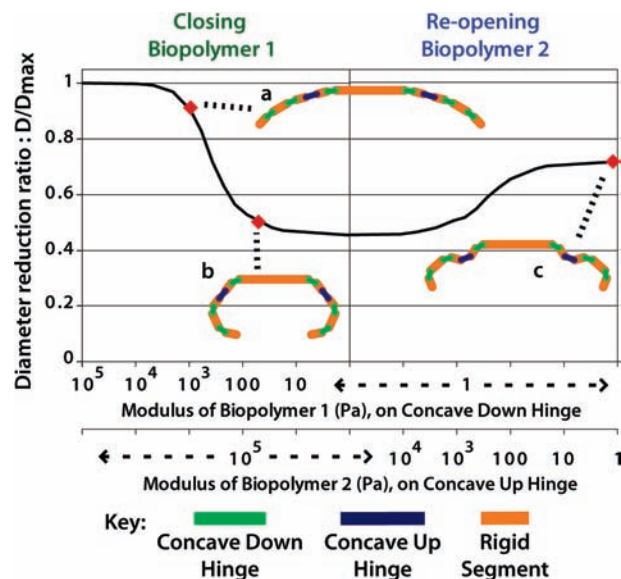 Closing
Biopolymer 1
Re-opening
Biopolymer 2
Diameter reduction ratio : D/Dmax
1
0.8
0.6
0.4
0.2
0
a
b
c
10⁵ 10⁴ 10³ 100 10 1
Modulus of Biopolymer 1 (Pa), on Concave Down Hinge
10⁵ 10⁴ 10³ 100 10 1
Modulus of Biopolymer 2 (Pa), on Concave Up Hinge
Key:
Concave Down
Hinge
Concave Up
Hinge
Rigid
Segment